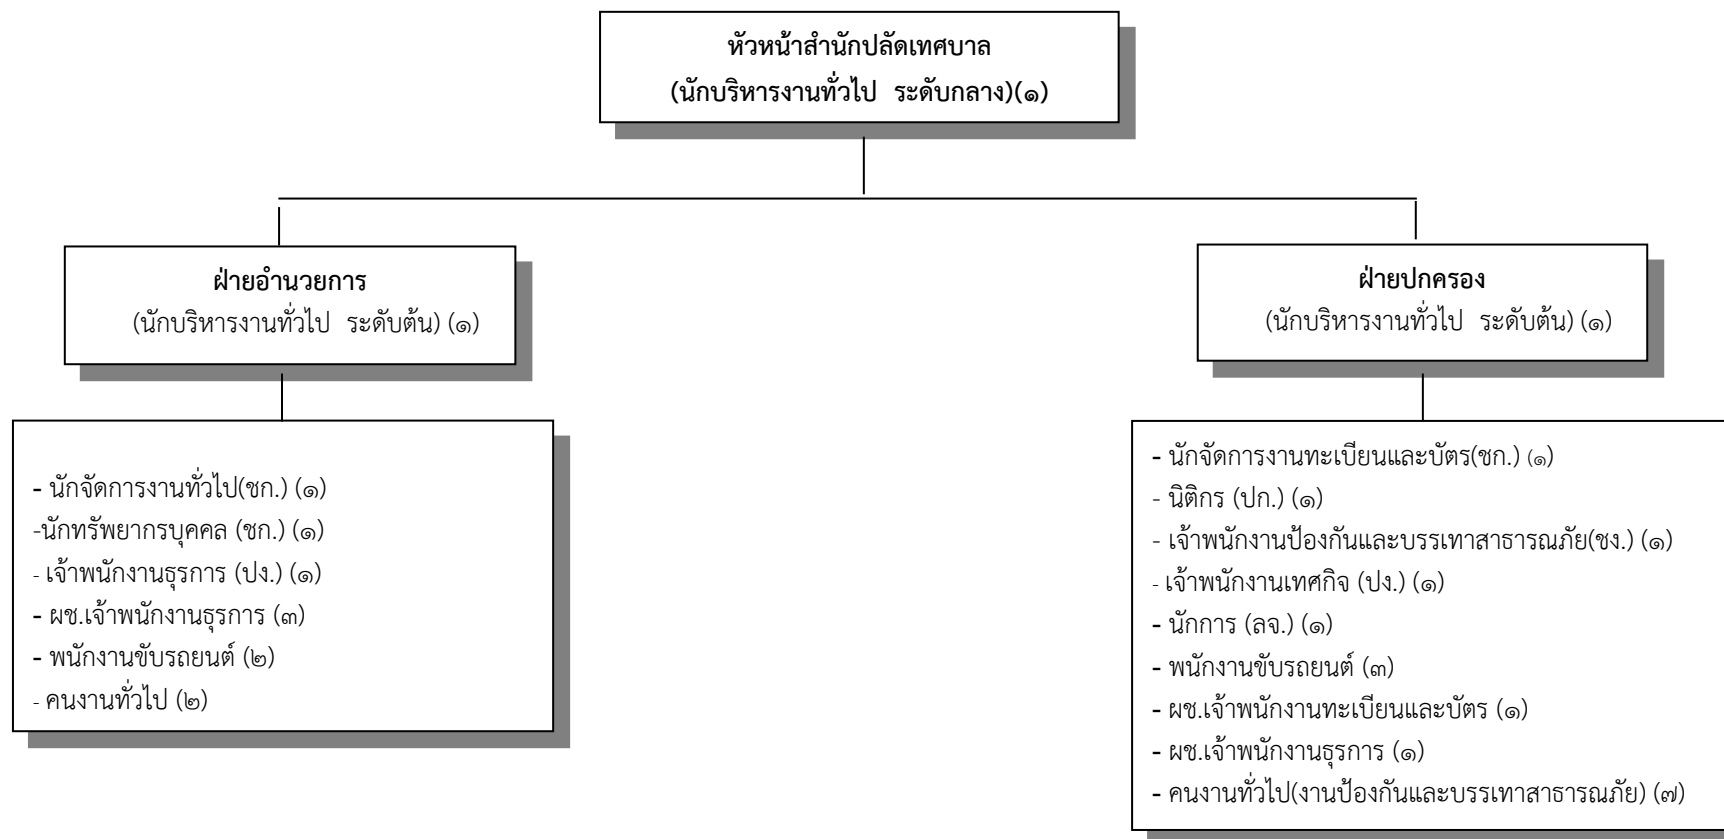 หัวหน้าสำนักปลัดเทศบาล
(นักบริหารงานทั่วไป ระดับกลาง)(๑)
ฝ่ายอำนวยการ
(นักบริหารงานทั่วไป ระดับต้น) (๑)
- นักจัดการงานทั่วไป(ชก.) (๑)
-นักทรัพยากรบุคคล (ชก.) (๑)
- เจ้าพนักงานธุรการ (ปง.) (๑)
- ผช.เจ้าพนักงานธุรการ (๓)
- พนักงานขับรถยนต์ (๒)
- คนงานทั่วไป (๒)
ฝ่ายปกครอง
(นักบริหารงานทั่วไป ระดับต้น) (๑)
- นักจัดการงานทะเบียนและบัตร(ชก.) (๑)
- นิติกร (ปก.) (๑)
- เจ้าพนักงานป้องกันและบรรเทาสาธารณภัย(ชง.) (๑)
- เจ้าพนักงานเทศกิจ (ปง.) (๑)
- นักการ (ลจ.) (๑)
- พนักงานขับรถยนต์ (๓)
- ผช.เจ้าพนักงานทะเบียนและบัตร (๑)
- ผช.เจ้าพนักงานธุรการ (๑)
- คนงานทั่วไป(งานป้องกันและบรรเทาสาธารณภัย) (๗)